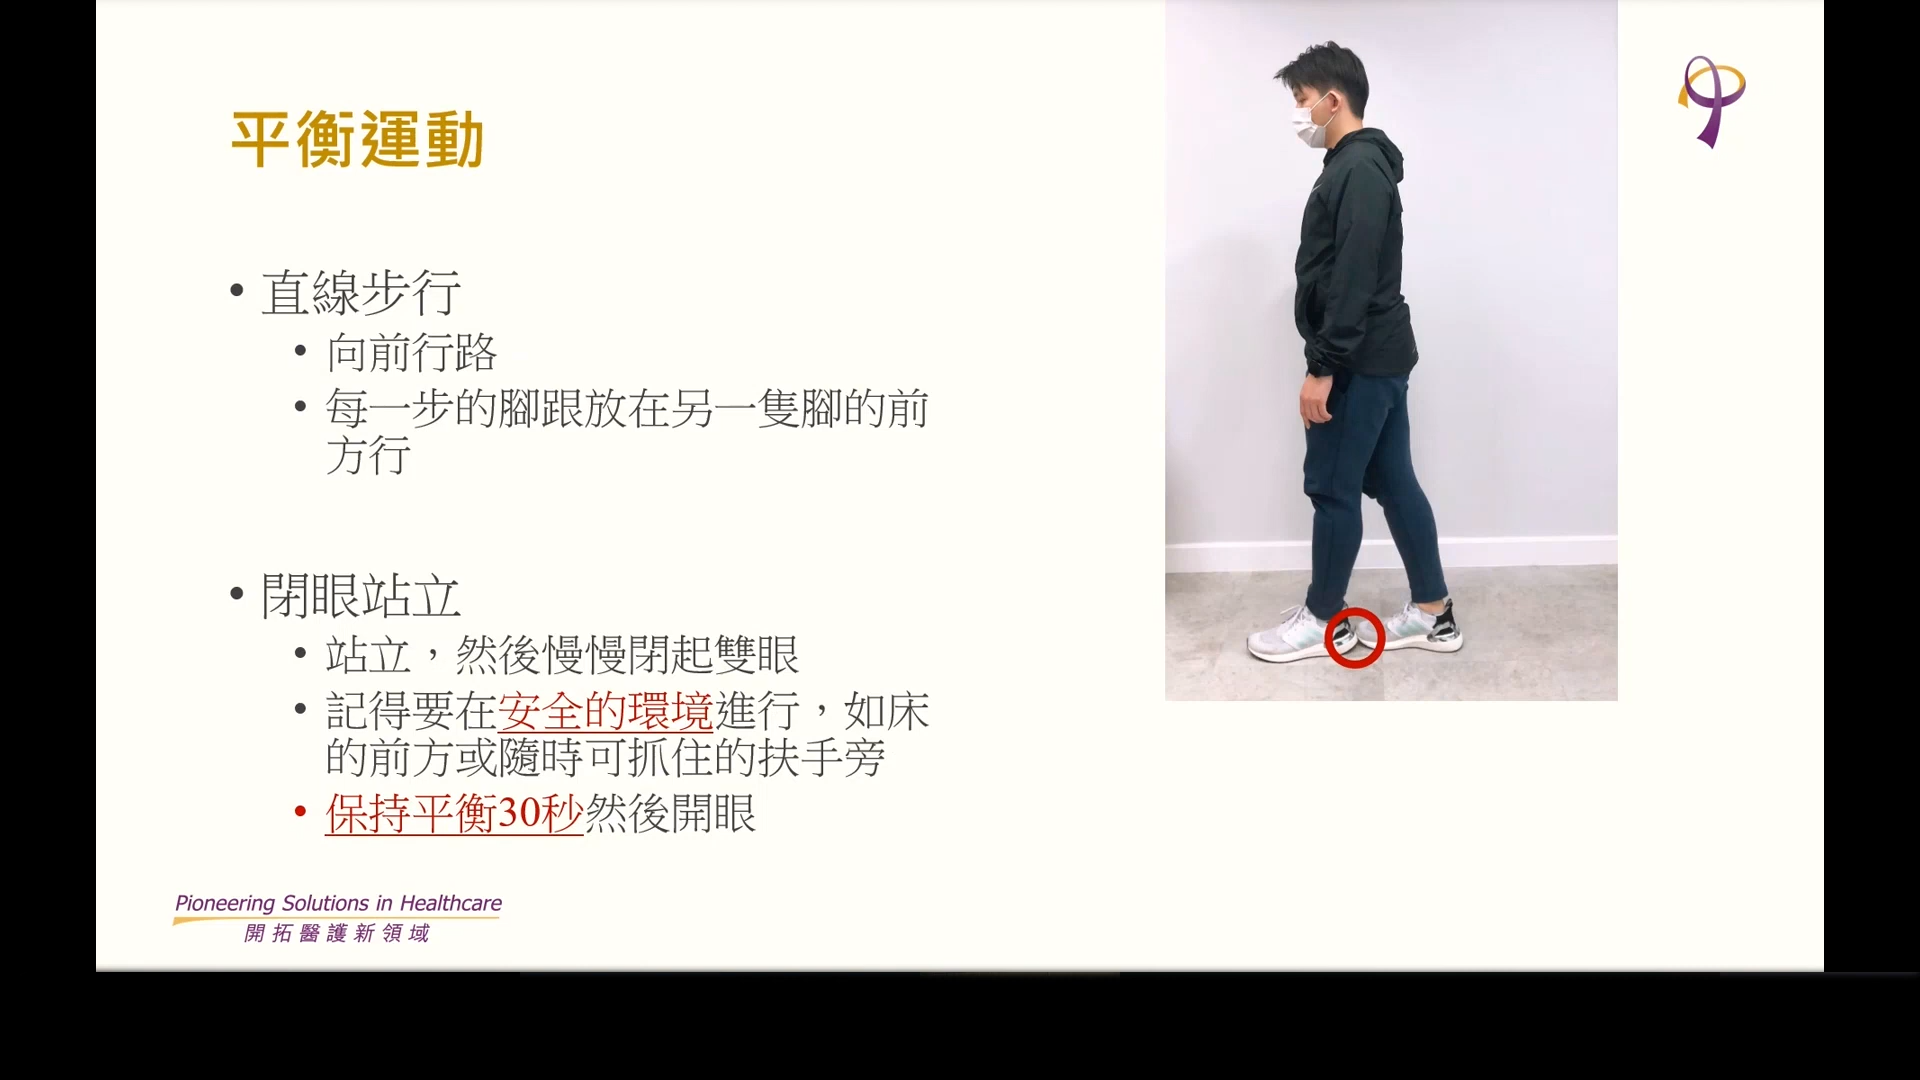 平衡運動
• 直線步行
• 向前行路
• 每一步的腳跟放在另一隻腳的前
方行
• 閉眼站立
• 站立，然後慢慢閉起雙眼
• 記得要在安全的環境進行，如床
的前方或隨時可抓住的扶手旁
• 保持平衡30秒然後開眼
Pioneering Solutions in Healthcare
開拓醫護新領域